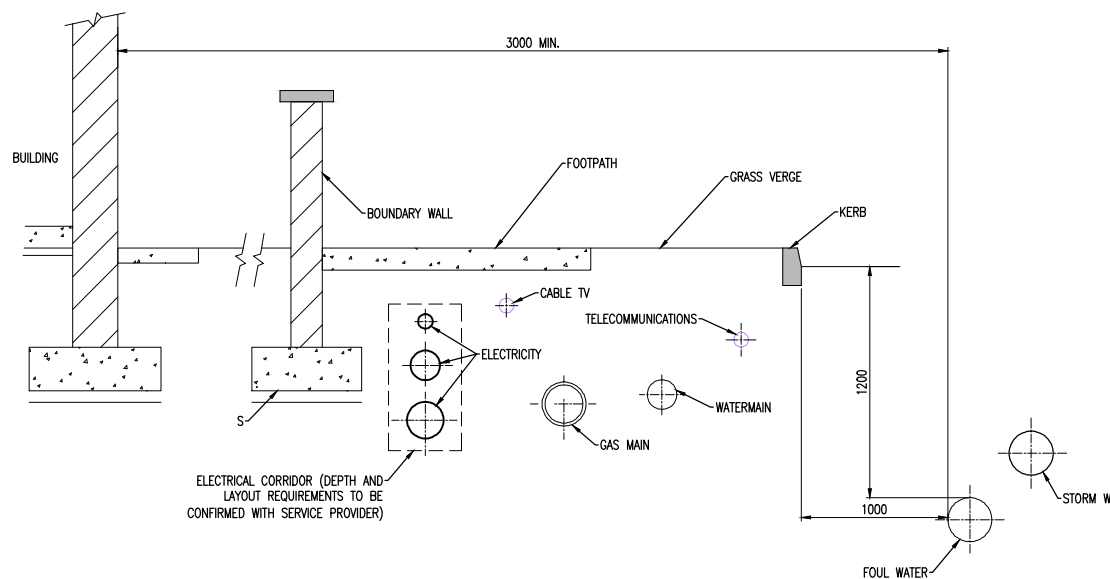 3000 MIN.
BUILDING
FOOTPATH
GRASS VERGE
BOUNDARY WALL
KERB
CABLE TV
TELECOMMUNICATIONS
ELECTRICITY
1200
WATERMAIN
S
GAS MAIN
ELECTRICAL CORRIDOR (DEPTH AND
LAYOUT REQUIREMENTS TO BE
CONFIRMED WITH SERVICE PROVIDER)
STORM W
1000
FOUL WATER